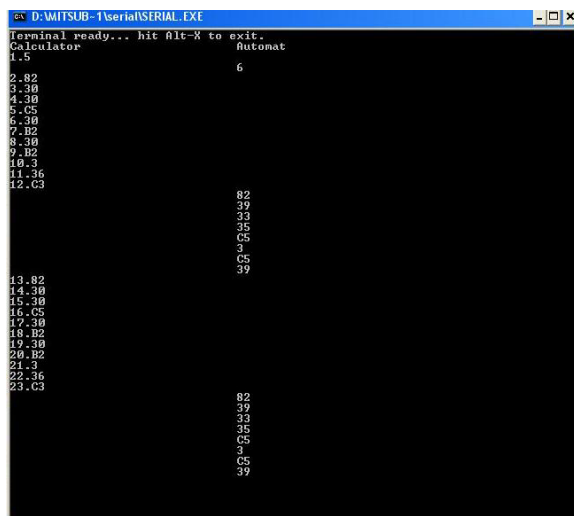 D:\MITSUB~1\serial\SERIAL.EXE
Terminal ready... hit Alt-X to exit.
Calculator Automat
1.5
6
2.82
3.30
4.30
5.C5
6.30
7.B2
8.30
9.B2
10.3
11.36
12.C3
82
39
33
35
C5
3
C5
39
13.82
14.30
15.30
16.C5
17.30
18.B2
19.30
20.B2
21.3
22.36
23.C3
82
39
33
35
C5
3
C5
39